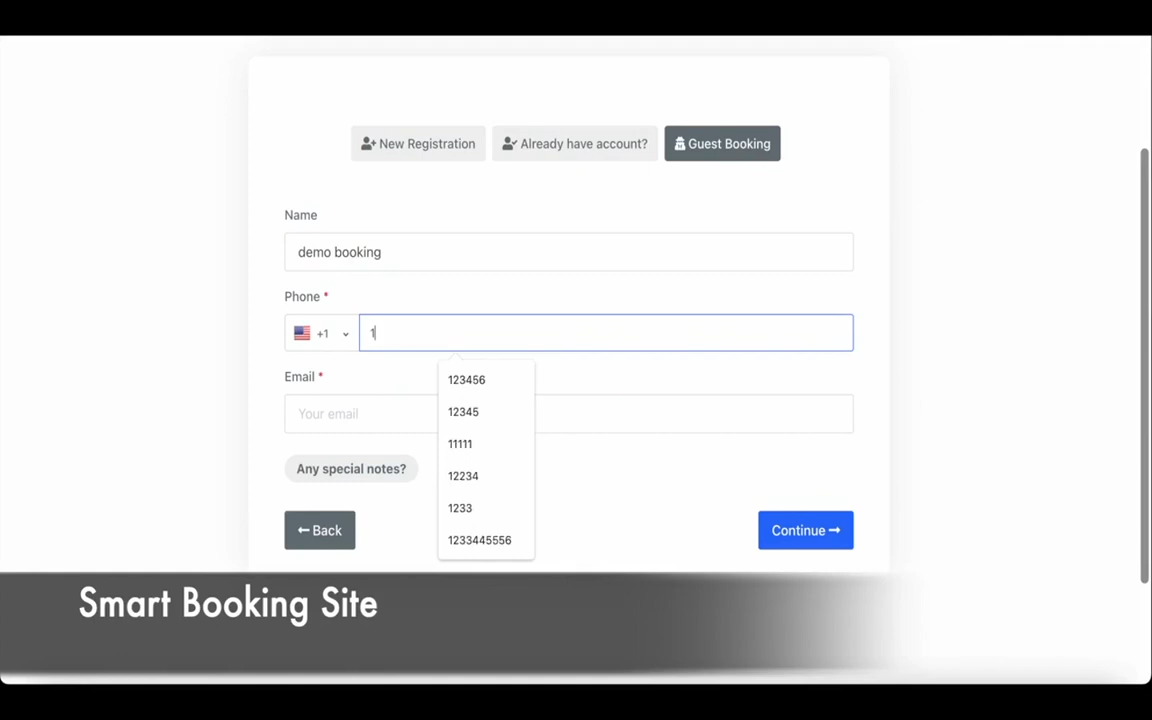 New Registration
Already have account?
Guest Booking
Name
demo booking
Phone *
+1
1
123456
12345
11111
12234
1233
1233445556
Email *
Your email
Any special notes?
Back
Continue
Smart Booking Site